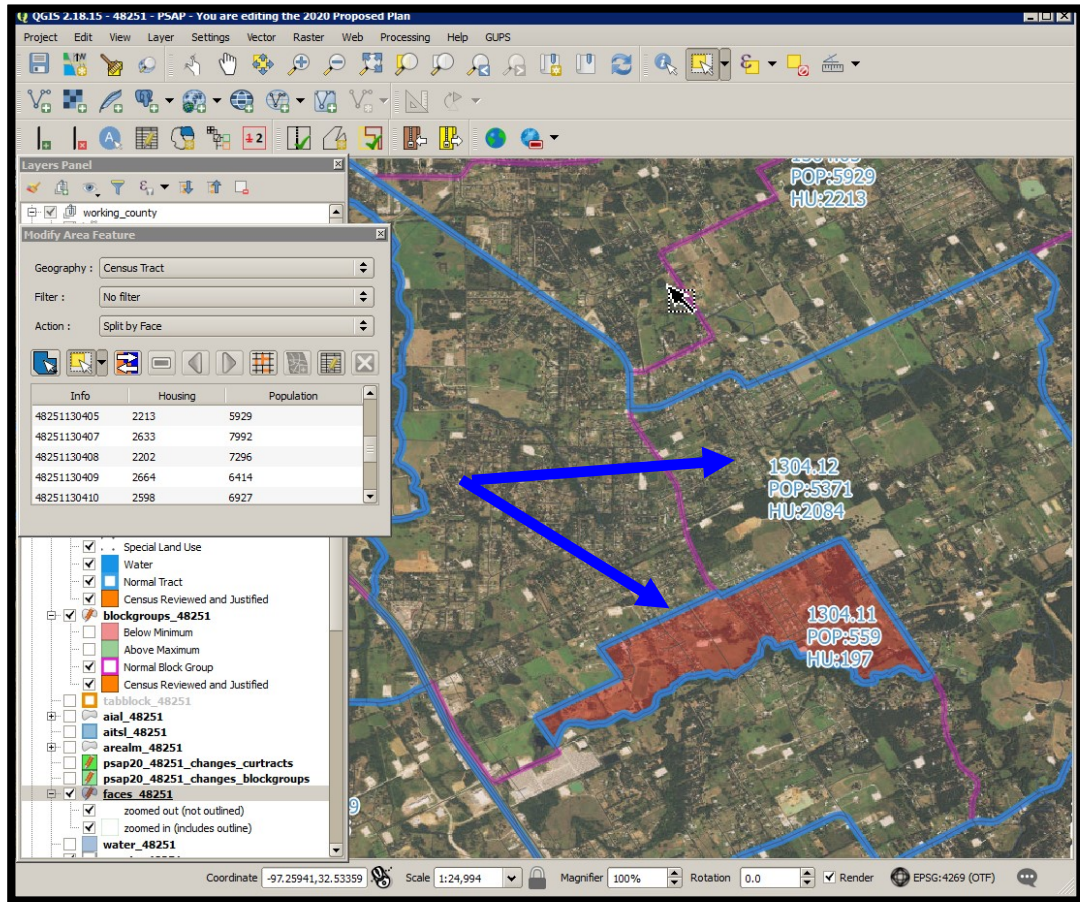 QGIS 2.18.15 - 48251 - PSAP - You are editing the 2020 Proposed Plan
Project Edit View Layer Settings Vector Raster Web Processing Help GUPS
Layers Panel
working_county
Modify Area Feature
Geography : Census Tract
Filter : No filter
Action : Split by Face
Info Housing Population
48251130405 2213 5929
48251130407 2633 7992
48251130408 2202 7296
48251130409 2664 6414
48251130410 2598 6927
Special Land Use
Water
Normal Tract
Census Reviewed and Justified
blockgroups_48251
Below Minimum
Above Maximum
Normal Block Group
Census Reviewed and Justified
tabblock_48251
aial_48251
aitsl_48251
arealm_48251
psap20_48251_changes_curtracts
psap20_48251_changes_blockgroups
faces_48251
zoomed out (not outlined)
zoomed in (includes outline)
water_48251
POP:5929
HU:2213
1304.12
POP:5371
HU:2084
1304.11
POP:559
HU:197
Coordinate -97.25941,32.53359 Scale 1:24,994 Magnifier 100% Rotation 0.0 Render EPSG:4269 (OTF)